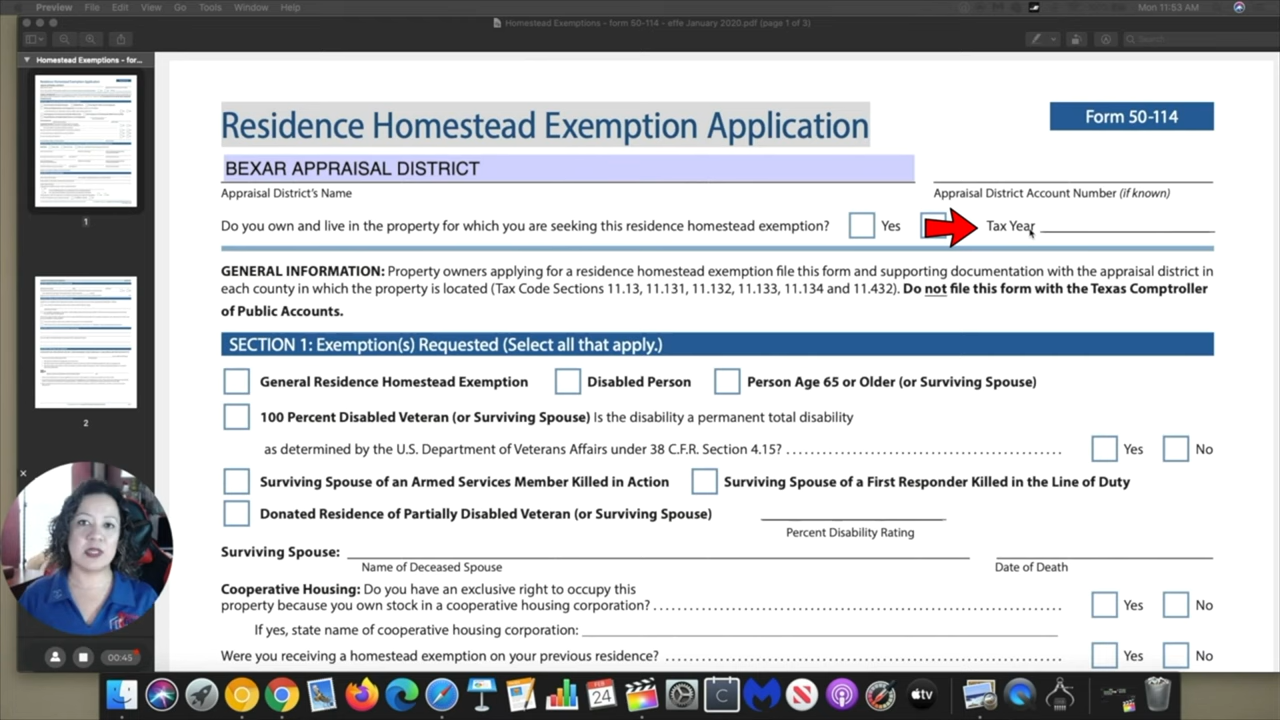 Preview File Edit View Go Tools Window Help Mon 11:53 AM
Homestead Exemptions - form 50-114 - effe January 2020.pdf (page 1 of 3)
Search
Homestead Exemptions - for...
Residence Homestead Exemption Application
Form 50-114
BEXAR APPRAISAL DISTRICT
Appraisal District's Name
Appraisal District Account Number (if known)
Do you own and live in the property for which you are seeking this residence homestead exemption? Yes Tax Year
GENERAL INFORMATION: Property owners applying for a residence homestead exemption file this form and supporting documentation with the appraisal district in
each county in which the property is located (Tax Code Sections 11.13, 11.131, 11.132, 11.133, 11.134 and 11.432). Do not file this form with the Texas Comptroller
of Public Accounts.
1
SECTION 1: Exemption(s) Requested (Select all that apply.)
General Residence Homestead Exemption Disabled Person Person Age 65 or Older (or Surviving Spouse)
100 Percent Disabled Veteran (or Surviving Spouse) Is the disability a permanent total disability
as determined by the U.S. Department of Veterans Affairs under 38 C.F.R. Section 4.15? Yes No
2
Surviving Spouse of an Armed Services Member Killed in Action Surviving Spouse of a First Responder Killed in the Line of Duty
Donated Residence of Partially Disabled Veteran (or Surviving Spouse)
Percent Disability Rating
Surviving Spouse:
Name of Deceased Spouse Date of Death
Cooperative Housing: Do you have an exclusive right to occupy this
property because you own stock in a cooperative housing corporation? Yes No
If yes, state name of cooperative housing corporation:
Were you receiving a homestead exemption on your previous residence? Yes No
00:45
FEB
24
tv